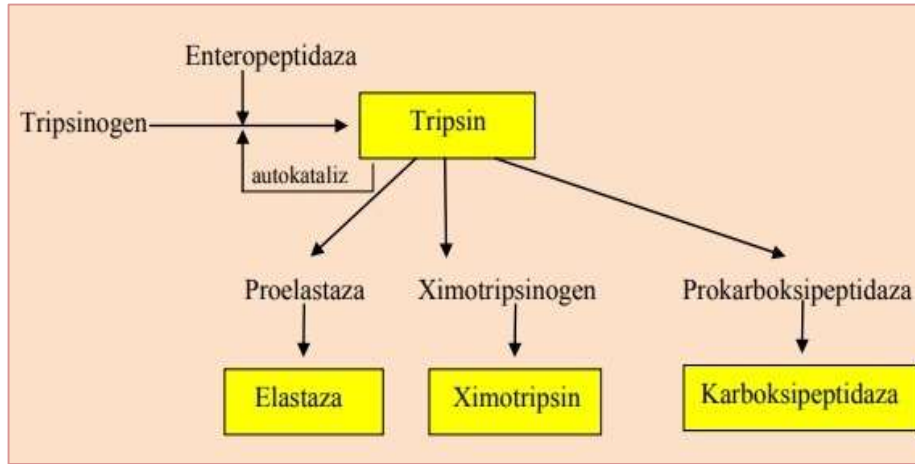 Enteropeptidaza
Tripsinogen
Tripsin
autokataliz
Proelastaza
Ximotripsinogen
Prokarboksipeptidaza
Elastaza
Ximotripsin
Karboksipeptidaza